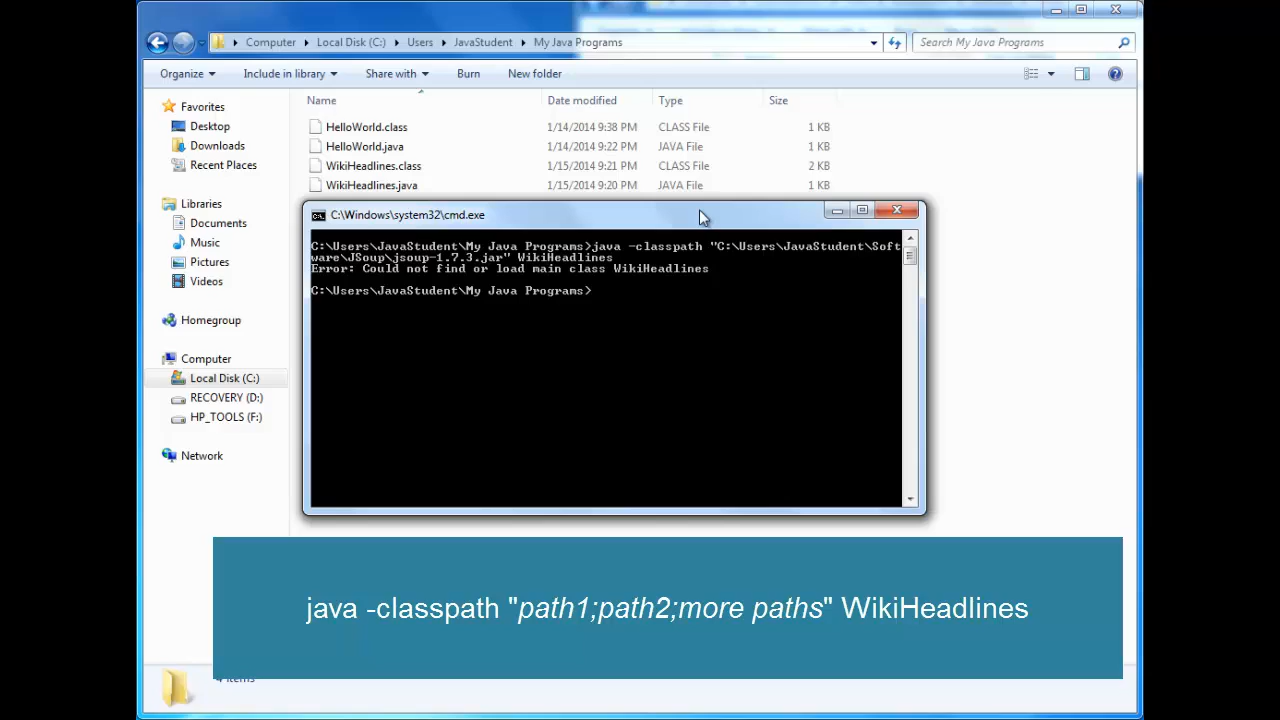 Computer Local Disk (C:) Users JavaStudent My Java Programs Search My Java Programs
Organize Include in library Share with Burn New folder
Name Date modified Type Size
Favorites
Desktop
Downloads
Recent Places
Libraries
Documents
Music
Pictures
Videos
Homegroup
Computer
Local Disk (C:)
RECOVERY (D:)
HP_TOOLS (F:)
Network
HelloWorld.class 1/14/2014 9:38 PM CLASS File 1 KB
HelloWorld.java 1/14/2014 9:22 PM JAVA File 1 KB
WikiHeadlines.class 1/15/2014 9:21 PM CLASS File 2 KB
WikiHeadlines.java 1/15/2014 9:20 PM JAVA File 1 KB
C:\Windows\system32\cmd.exe
C:\Users\JavaStudent\My Java Programs>java -classpath "C:\Users\JavaStudent\Soft
ware\JSoup\jsoup-1.7.3.jar" WikiHeadlines
Error: Could not find or load main class WikiHeadlines
C:\Users\JavaStudent\My Java Programs>
java -classpath "path1;path2;more paths" WikiHeadlines